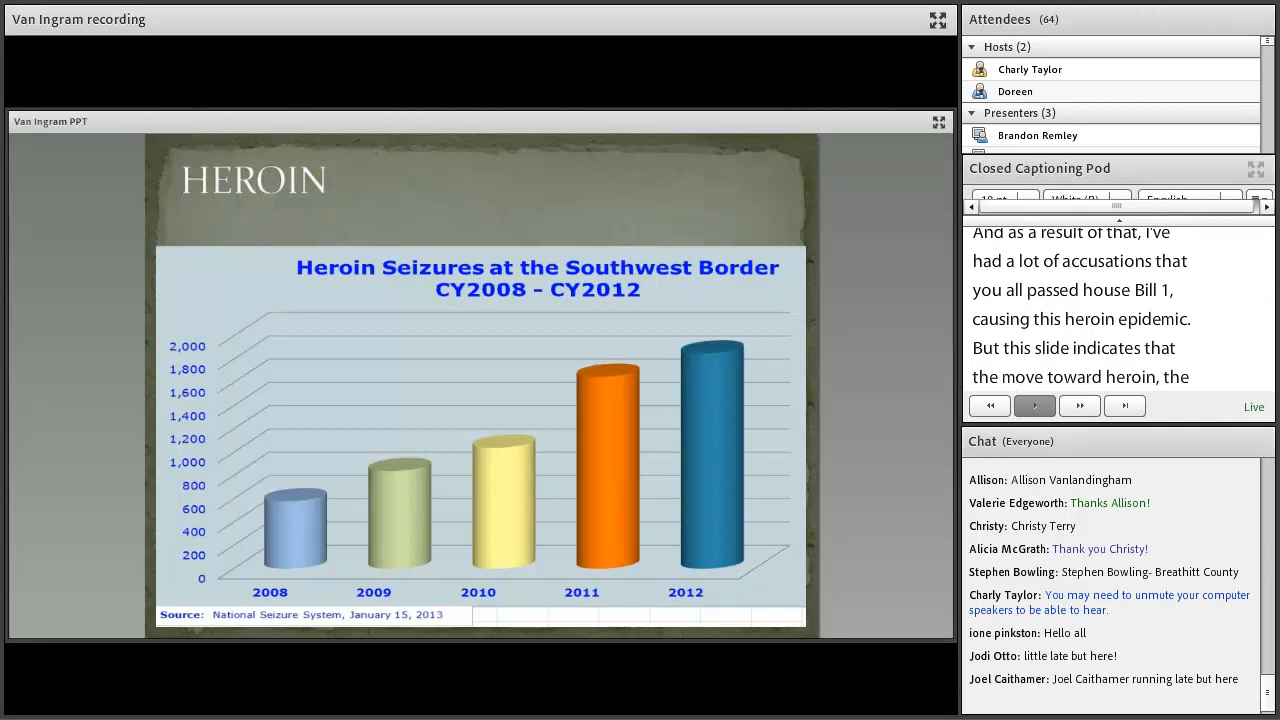 Van Ingram recording
Van Ingram PPT
HEROIN
Heroin Seizures at the Southwest Border
CY2008 - CY2012
2,000
1,800
1,600
1,400
1,200
1,000
800
600
400
200
0
2008 2009 2010 2011 2012
Source: National Seizure System, January 15, 2013
Attendees (64)
Hosts (2)
Charly Taylor
Doreen
Presenters (3)
Brandon Remley
Closed Captioning Pod
And as a result of that, I've
had a lot of accusations that
you all passed house Bill 1,
causing this heroin epidemic.
But this slide indicates that
the move toward heroin, the
Live
Chat (Everyone)
Allison: Allison Vanlandingham
Valerie Edgeworth: Thanks Allison!
Christy: Christy Terry
Alicia McGrath: Thank you Christy!
Stephen Bowling: Stephen Bowling- Breathitt County
Charly Taylor: You may need to unmute your computer
speakers to be able to hear.
ione pinkston: Hello all
Jodi Otto: little late but here!
Joel Caithamer: Joel Caithamer running late but here